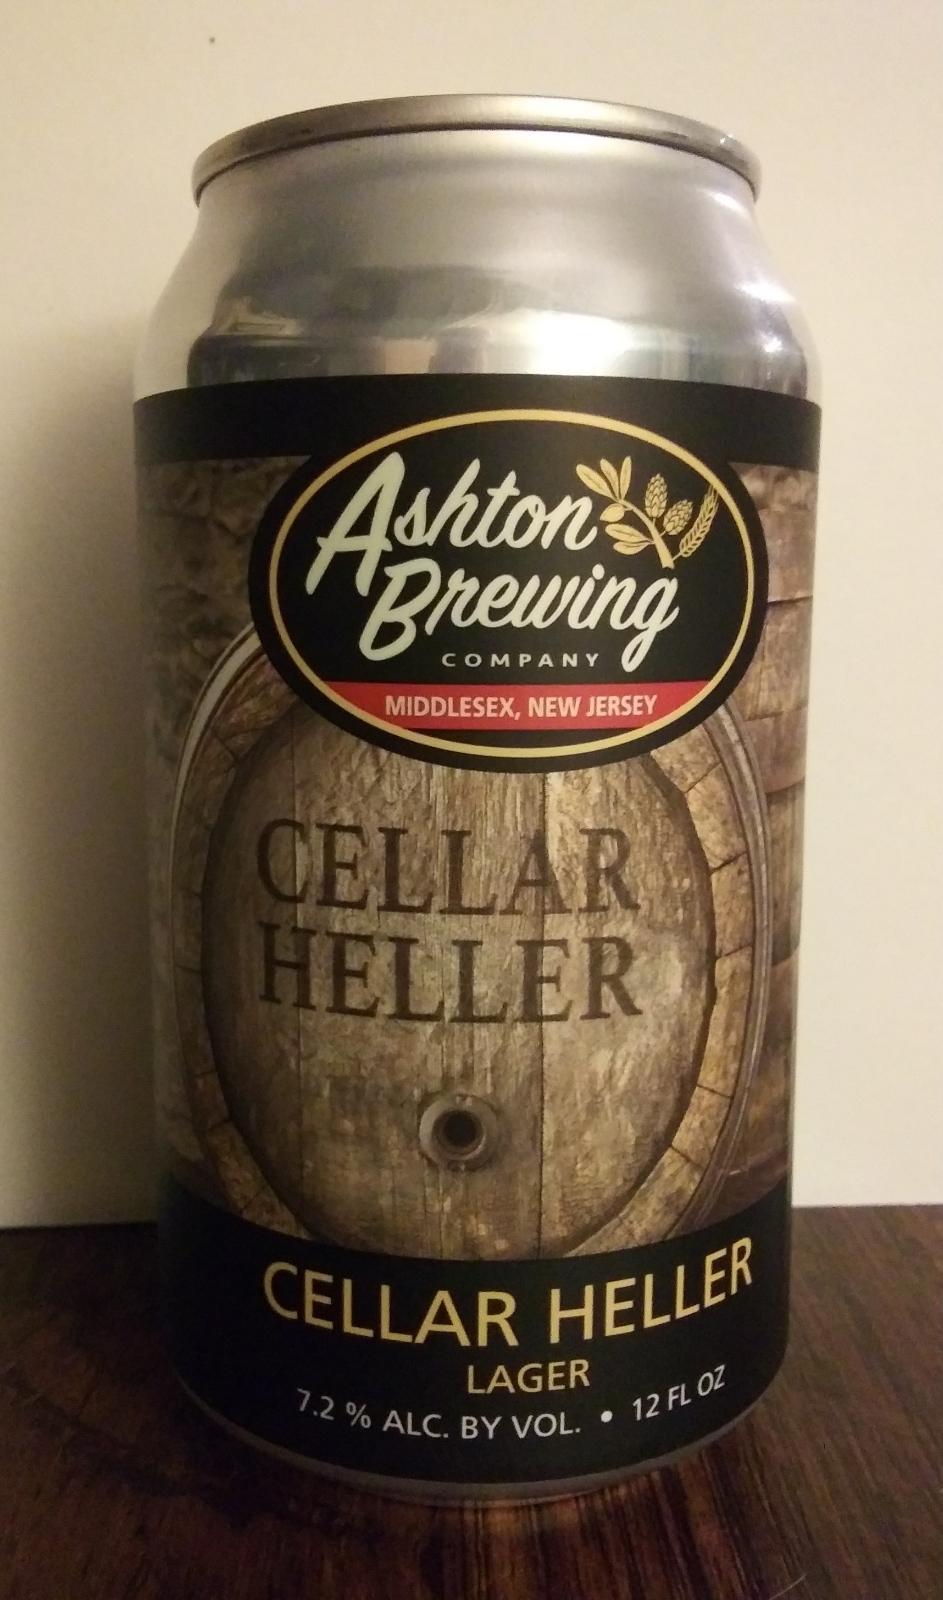 Ashton
Brewing
COMPANY
MIDDLESEX, NEW JERSEY
CELLAR
HELLER
CELLAR HELLER
LAGER
7.2 % ALC. BY VOL. • 12 FL OZ